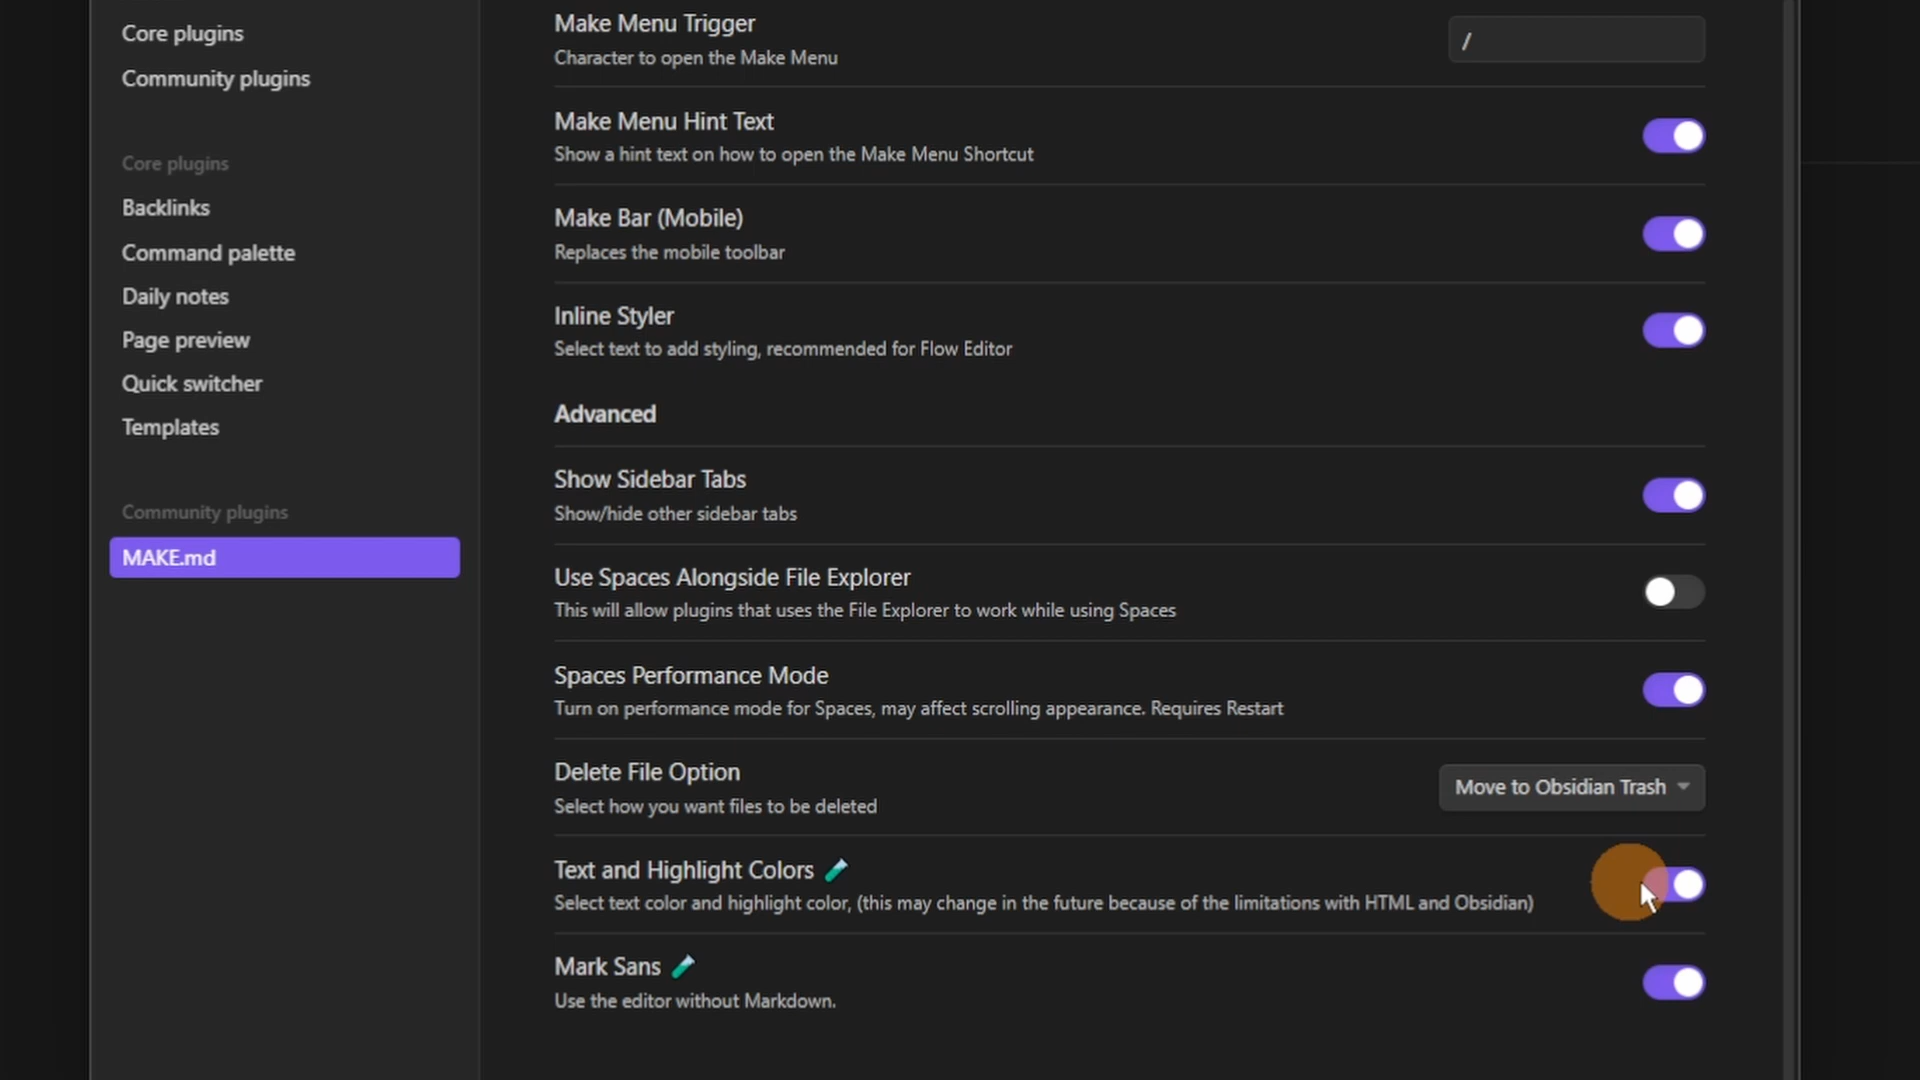 Core plugins
Community plugins
Core plugins
Backlinks
Command palette
Daily notes
Page preview
Quick switcher
Templates
Community plugins
MAKE.md
Make Menu Trigger
Character to open the Make Menu
/
Make Menu Hint Text
Show a hint text on how to open the Make Menu Shortcut
Make Bar (Mobile)
Replaces the mobile toolbar
Inline Styler
Select text to add styling, recommended for Flow Editor
Advanced
Show Sidebar Tabs
Show/hide other sidebar tabs
Use Spaces Alongside File Explorer
This will allow plugins that uses the File Explorer to work while using Spaces
Spaces Performance Mode
Turn on performance mode for Spaces, may affect scrolling appearance. Requires Restart
Delete File Option
Select how you want files to be deleted
Move to Obsidian Trash
Text and Highlight Colors 🧪
Select text color and highlight color, (this may change in the future because of the limitations with HTML and Obsidian)
Mark Sans 🧪
Use the editor without Markdown.